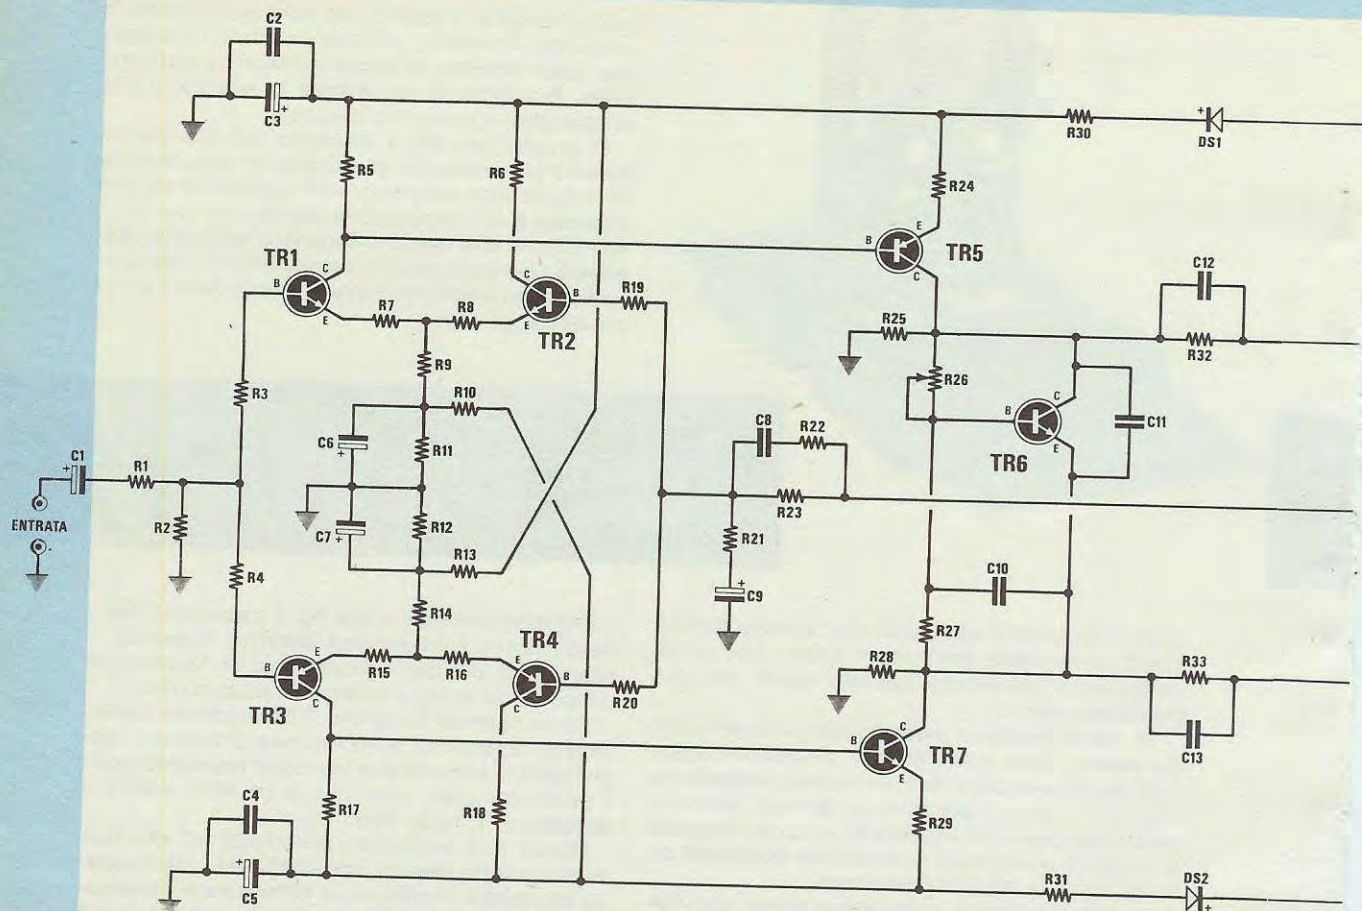 C2
C3
+
R5
R6
R30
+
DS1
R24
E
B
TR5
C
TR1
C
B
E
R7
R8
C
B
E
TR2
R19
C12
R25
R32
R9
R3
R10
C8
R22
R26
B
C
E
TR6
C11
C6
+
R11
C1
+
R1
ENTRATA
R2
R12
C7
+
R13
R23
R21
R4
C9
+
C10
R14
R27
TR4
B
E
C
TR3
R15
R16
E
B
C
R20
R28
R33
C
B
E
TR7
C13
R17
R18
R29
C4
+
C5
R31
DS2
+